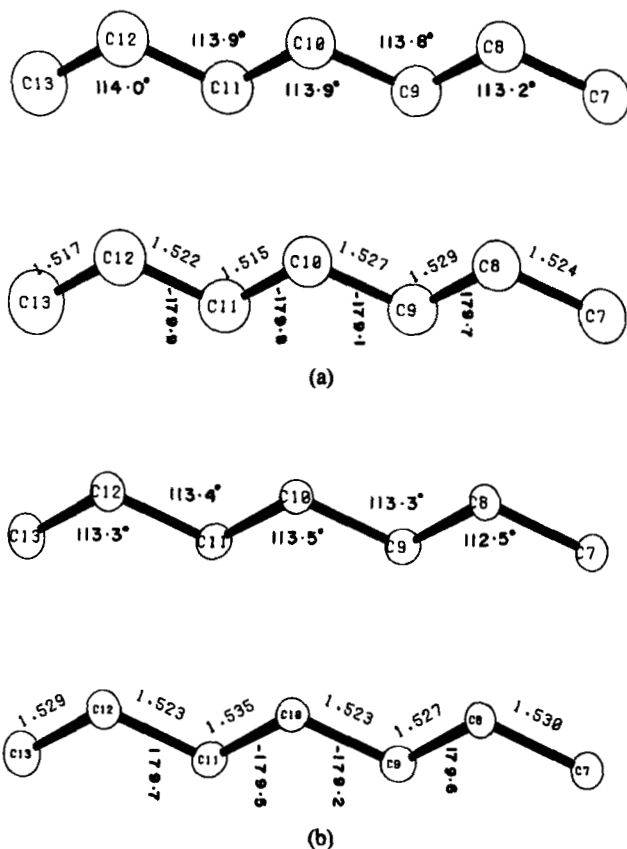 C12 113·9° C10 113·8° C8
C13 114·0° C11 113·9° C9 113·2° C7
1.517 C12 1.522 1.515 C10 1.527 1.529 C8 1.524
C13 -179·9 C11 C9 C7
-179·1 179·7
(a)
C12 113·4° C10 113·3° C8
C13 113·3° C11 113·5° C9 112·5° C7
1.529 C12 1.523 1.535 C10 1.523 1.527 C8 1.530
C13 179·7 C11 -179·5 -179·2 C9 179·6 C7
(b)